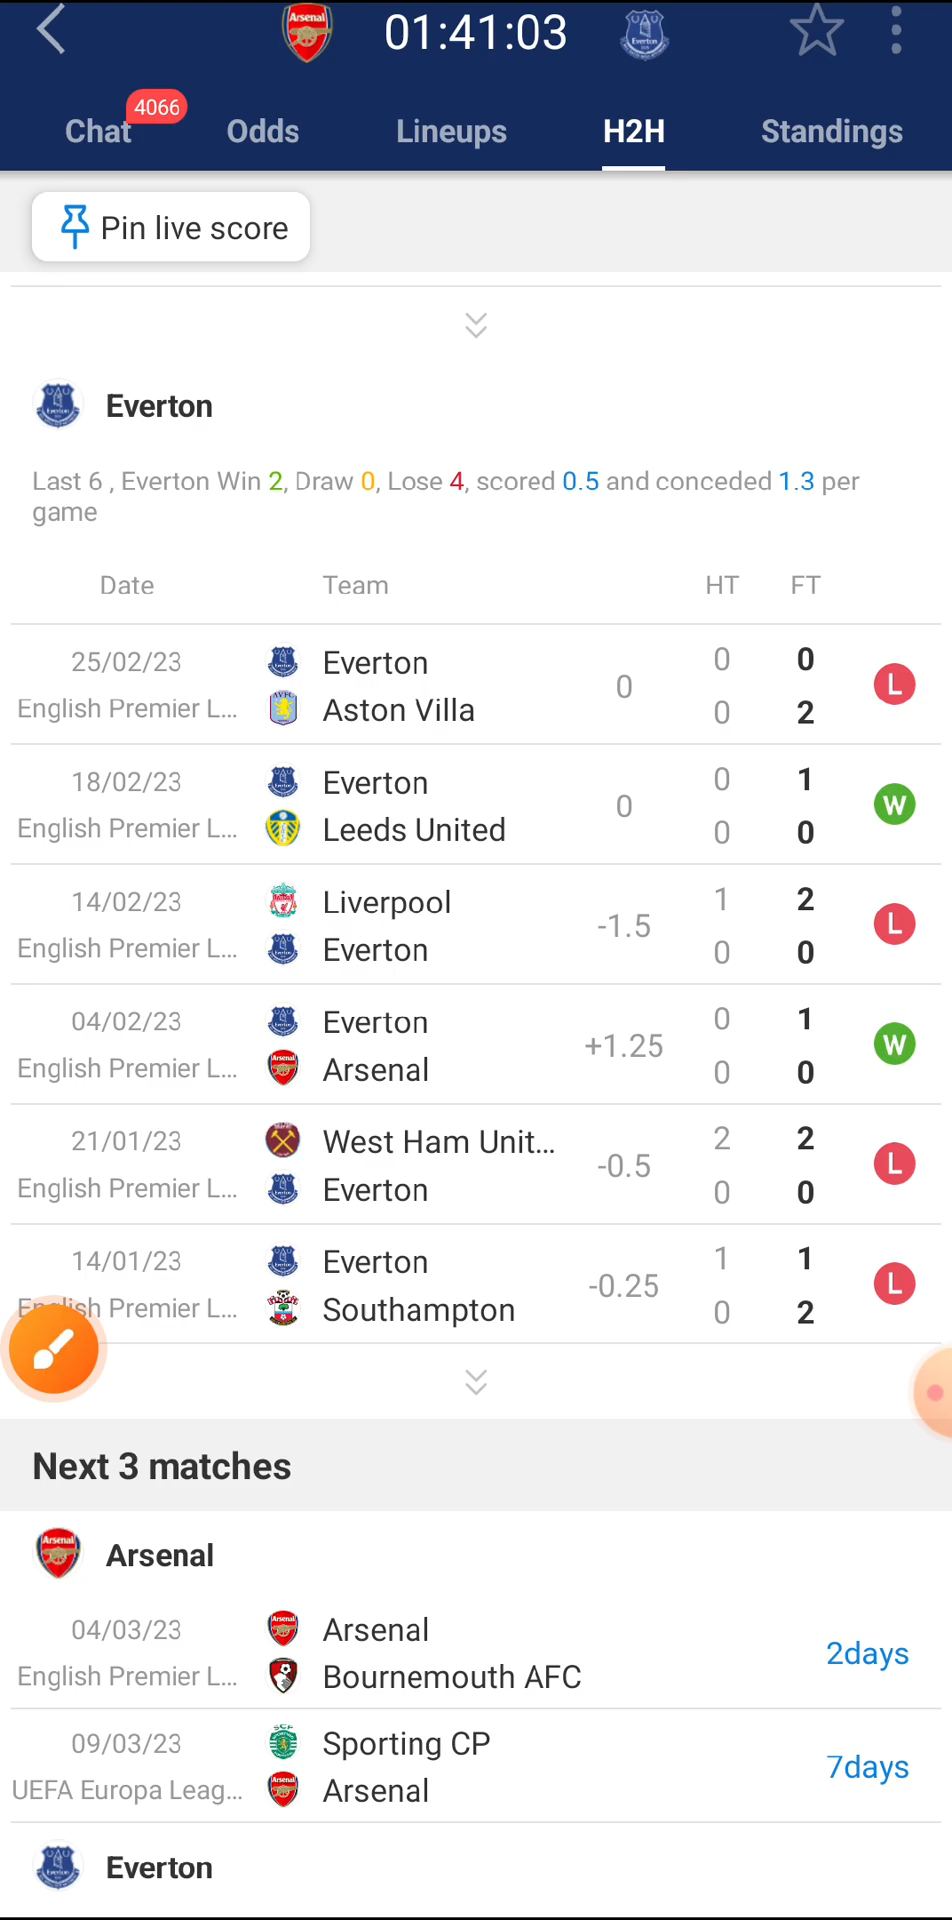 Arsenal 01:41:03 Everton
Chat 4066 Odds Lineups H2H Standings
Pin live score
Everton
Last 6 , Everton Win 2, Draw 0, Lose 4, scored 0.5 and conceded 1.3 per
game
Date Team HT FT
25/02/23 Everton 0 0
English Premier L... Aston Villa 0 0 2 L
18/02/23 Everton 0 1
English Premier L... Leeds United 0 0 0 W
14/02/23 Liverpool 1 2
English Premier L... Everton -1.5 0 0 L
04/02/23 Everton 0 1
English Premier L... Arsenal +1.25 0 0 W
21/01/23 West Ham Unit... 2 2
English Premier L... Everton -0.5 0 0 L
14/01/23 Everton 1 1
English Premier L... Southampton -0.25 0 2 L
Next 3 matches
Arsenal
04/03/23 Arsenal
English Premier L... Bournemouth AFC 2days
09/03/23 Sporting CP
UEFA Europa Leag... Arsenal 7days
Everton